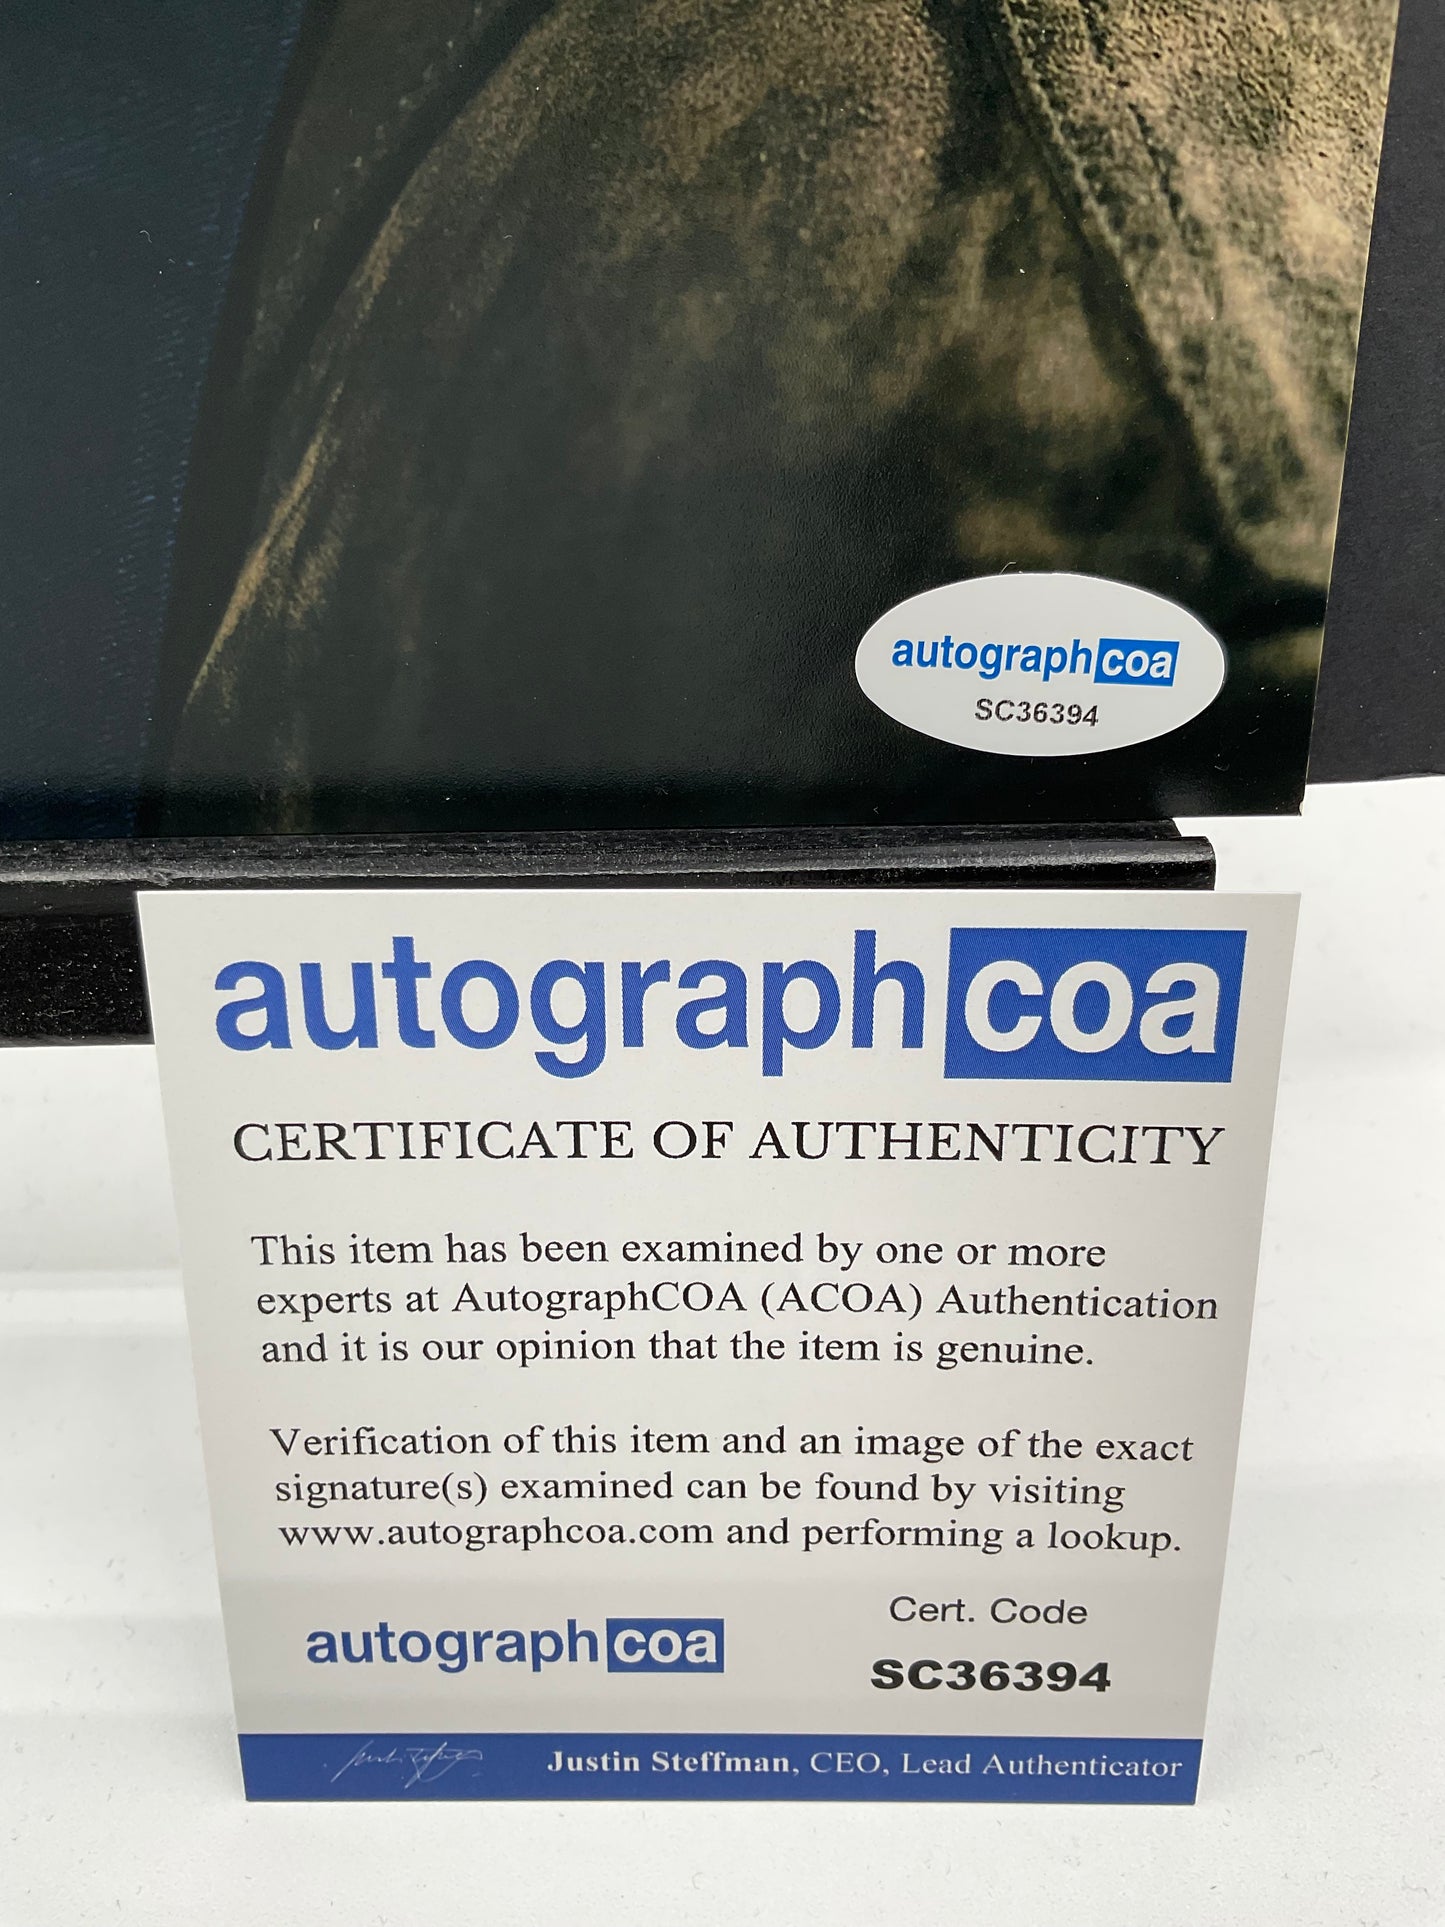 autographcoa
SC36394
autographcoa
CERTIFICATE OF AUTHENTICITY
This item has been examined by one or more
experts at AutographCOA (ACOA) Authentication
and it is our opinion that the item is genuine.
Verification of this item and an image of the exact
signature(s) examined can be found by visiting
www.autographcoa.com and performing a lookup.
Cert. Code
autographcoa
SC36394
Justin Steffman, CEO, Lead Authenticator